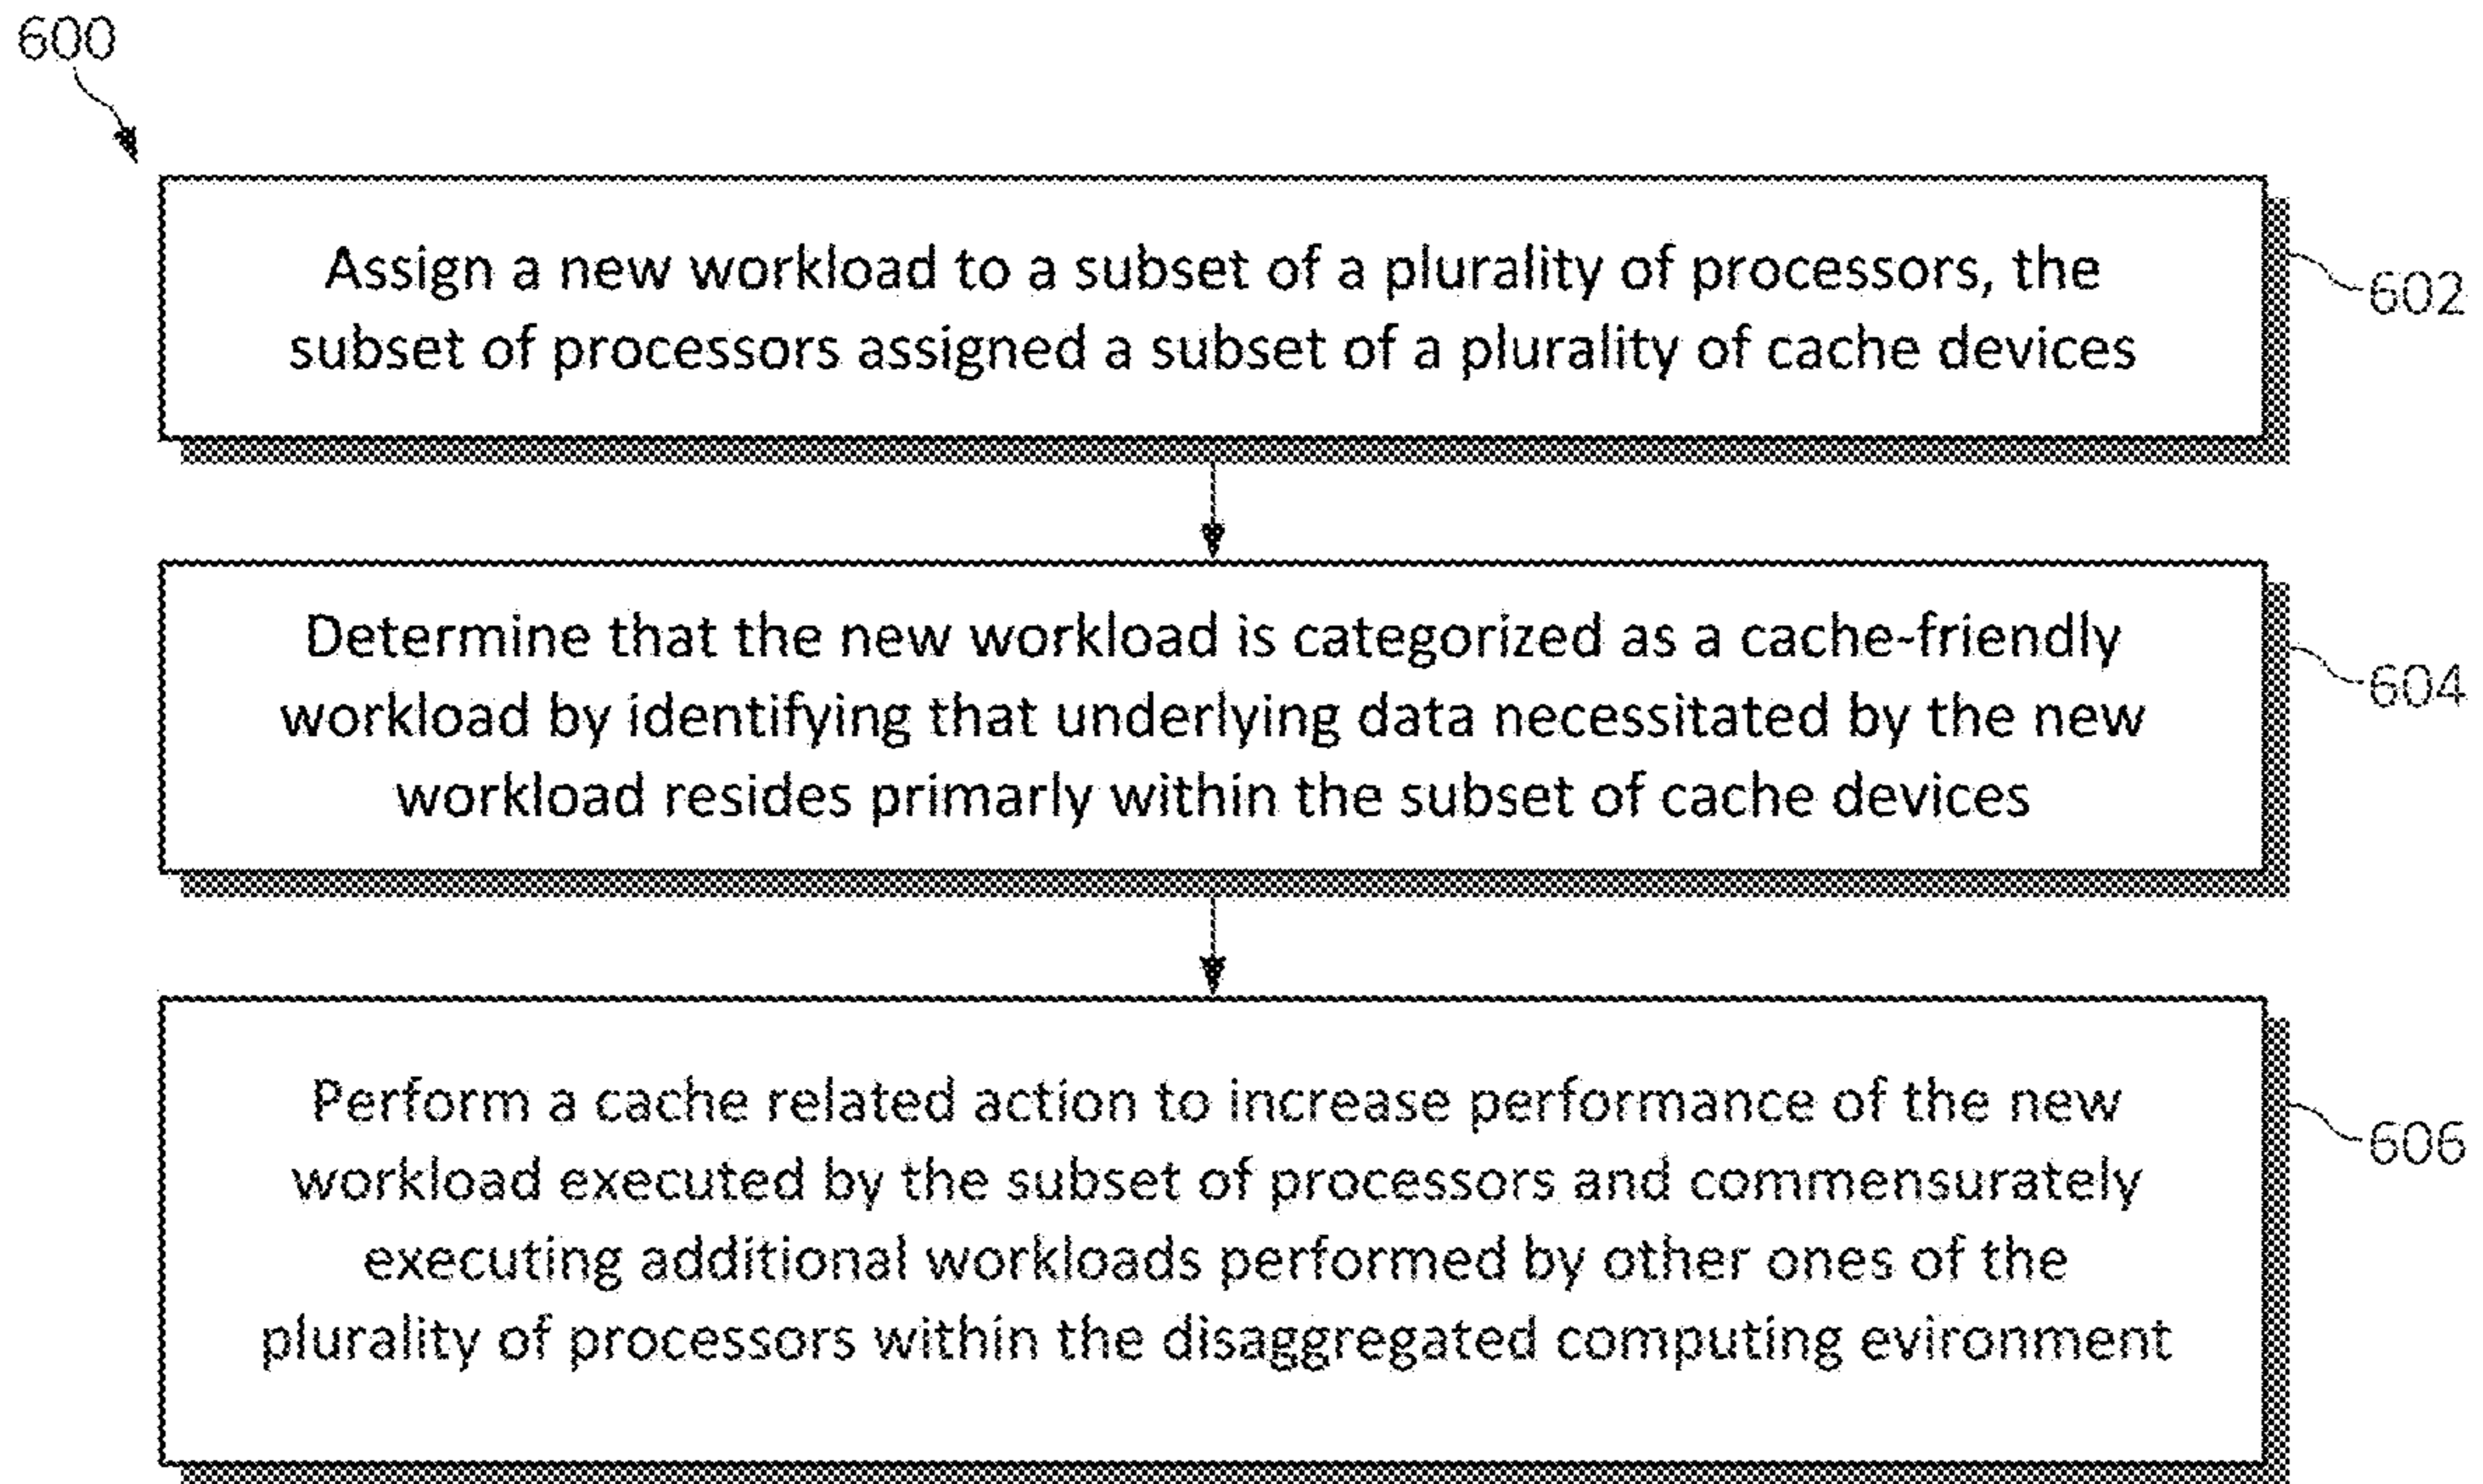 600
Assign a new workload to a subset of a plurality of processors, the
subset of processors assigned a subset of a plurality of cache devices
602
Determine that the new workload is categorized as a cache-friendly
workload by identifying that underlying data necessitated by the new
workload resides primarly within the subset of cache devices
604
Perform a cache related action to increase performance of the new
workload executed by the subset of processors and commensurately
executing additional workloads performed by other ones of the
plurality of processors within the disaggregated computing evironment
606